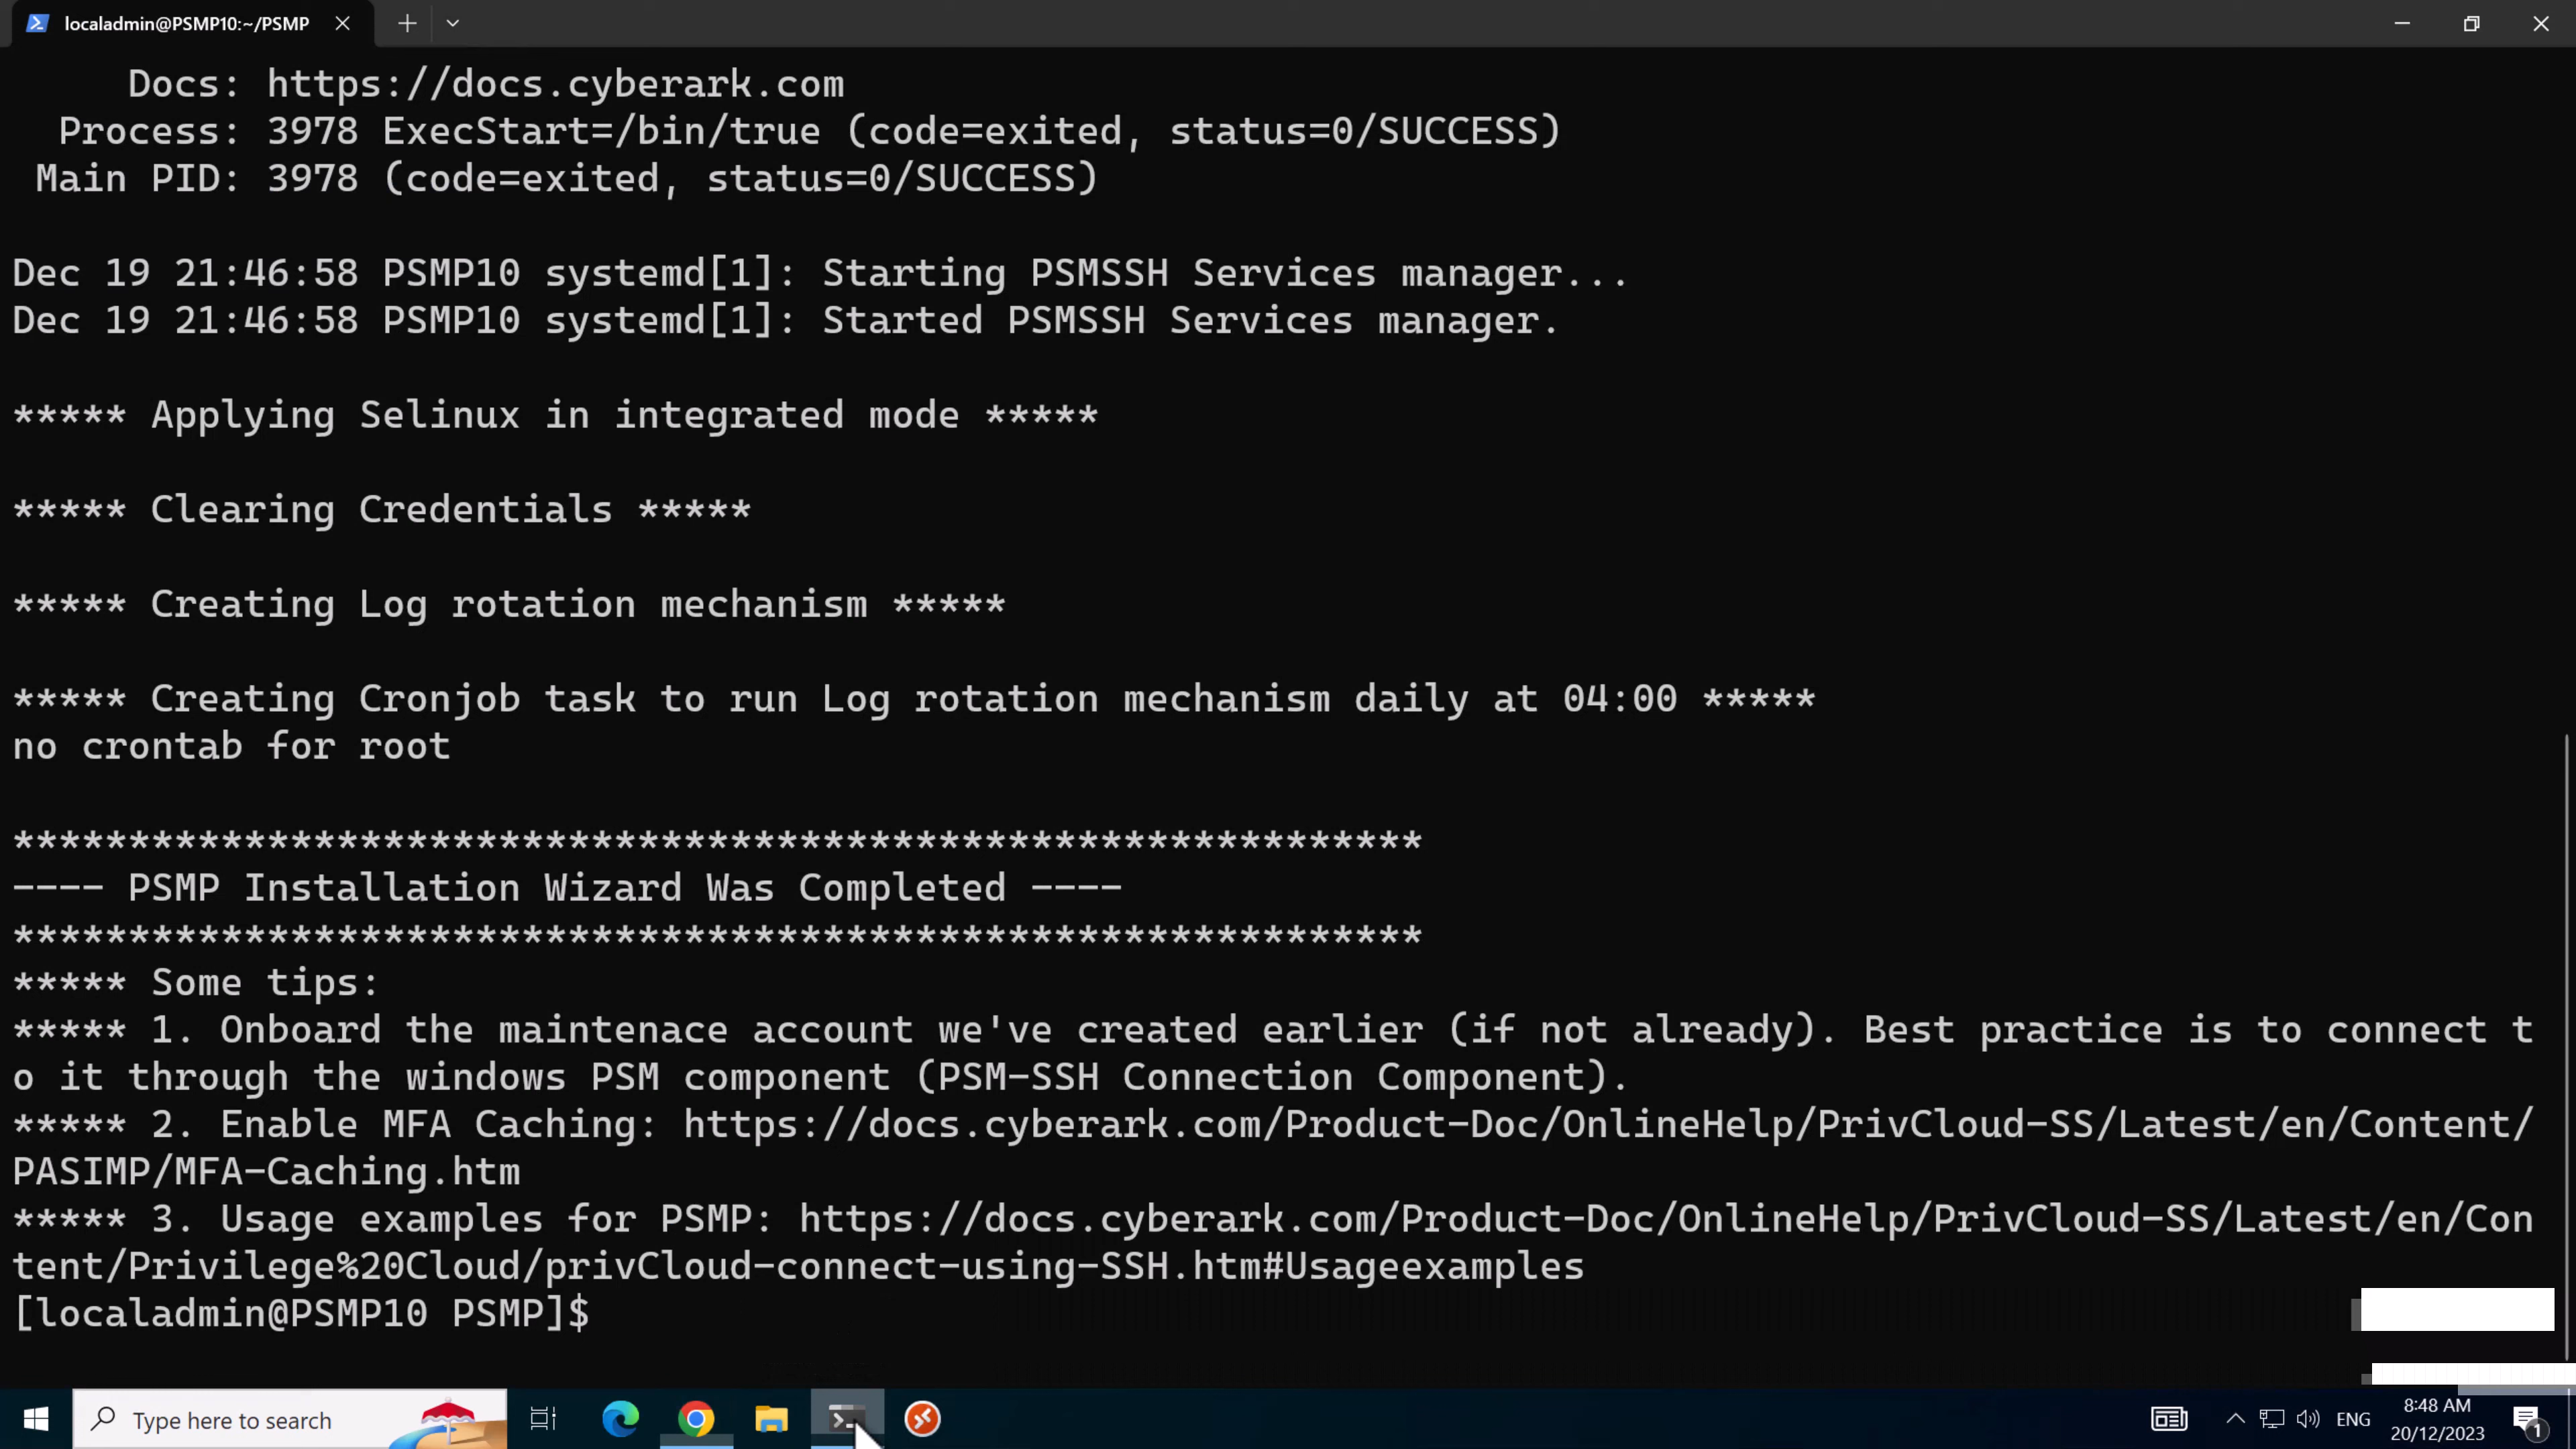 localadmin@PSMP10:~/PSMP
Docs: https://docs.cyberark.com
Process: 3978 ExecStart=/bin/true (code=exited, status=0/SUCCESS)
Main PID: 3978 (code=exited, status=0/SUCCESS)
Dec 19 21:46:58 PSMP10 systemd[1]: Starting PSMSSH Services manager...
Dec 19 21:46:58 PSMP10 systemd[1]: Started PSMSSH Services manager.
***** Applying Selinux in integrated mode *****
***** Clearing Credentials *****
***** Creating Log rotation mechanism *****
***** Creating Cronjob task to run Log rotation mechanism daily at 04:00 *****
no crontab for root
*************************************************************
---- PSMP Installation Wizard Was Completed ----
*************************************************************
***** Some tips:
***** 1. Onboard the maintenace account we've created earlier (if not already). Best practice is to connect t
o it through the windows PSM component (PSM-SSH Connection Component).
***** 2. Enable MFA Caching: https://docs.cyberark.com/Product-Doc/OnlineHelp/PrivCloud-SS/Latest/en/Content/
PASIMP/MFA-Caching.htm
***** 3. Usage examples for PSMP: https://docs.cyberark.com/Product-Doc/OnlineHelp/PrivCloud-SS/Latest/en/Con
tent/Privilege%20Cloud/privCloud-connect-using-SSH.htm#Usageexamples
[localadmin@PSMP10 PSMP]$
Type here to search
ENG
8:48 AM
20/12/2023
1